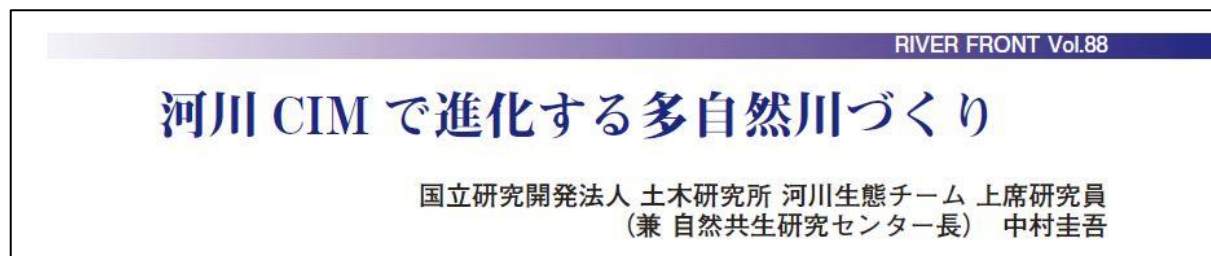 RIVER FRONT Vol.88
河川 CIM で進化する多自然川づくり
国立研究開発法人 土木研究所 河川生態チーム 上席研究員
（兼 自然共生研究センター長） 中村圭吾